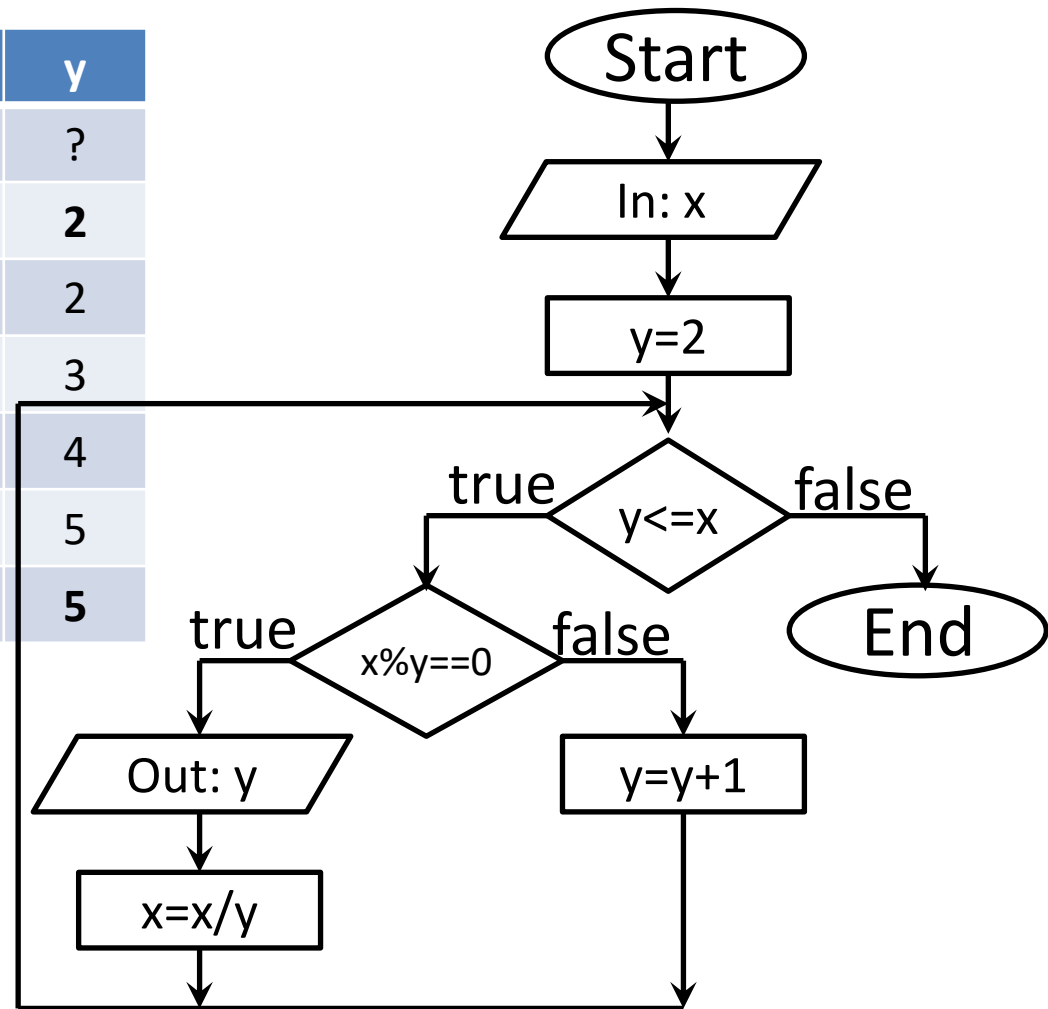 y
?
2
2
3
4
5
5
Start
In: x
y=2
true
y<=x
false
End
true
x%y==0
false
Out: y
y=y+1
x=x/y